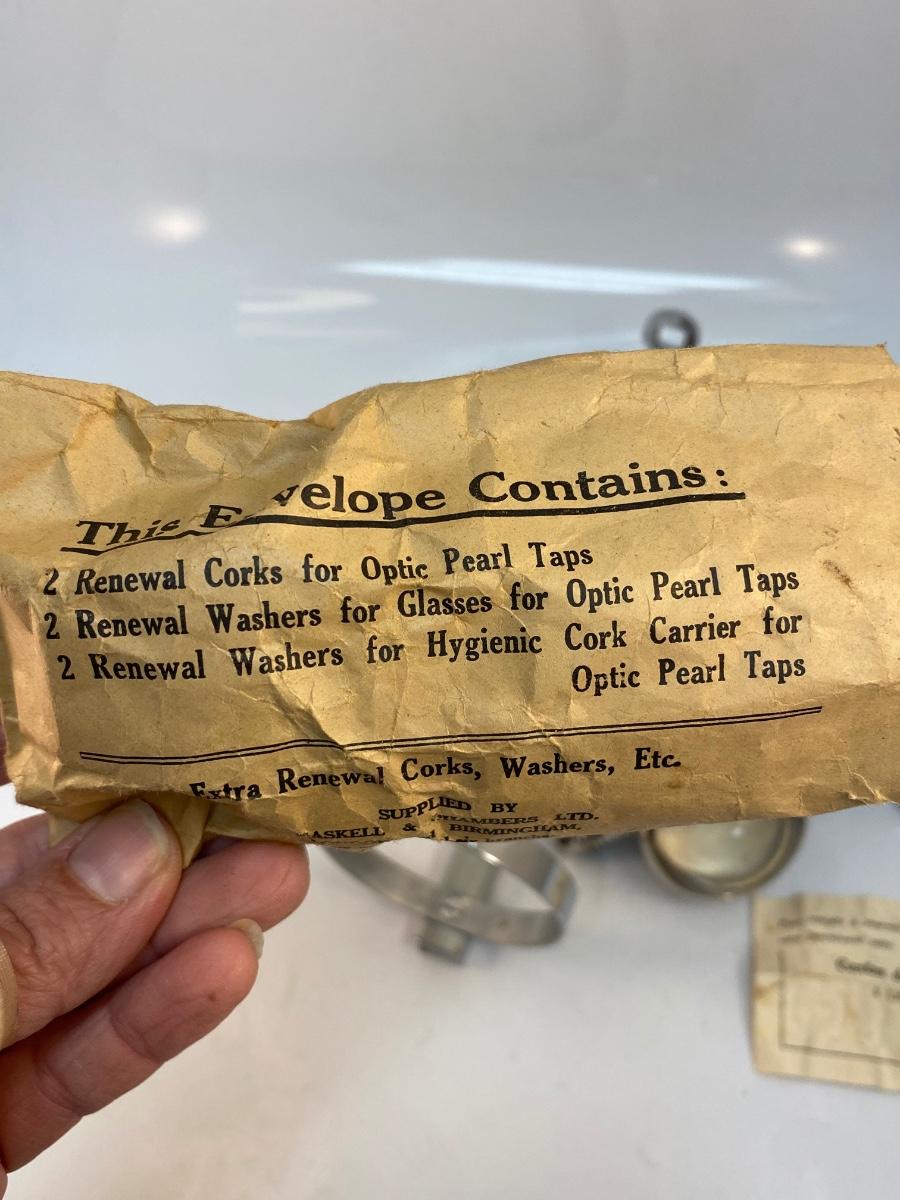 This Envelope Contains:
2 Renewal Corks for Optic Pearl Taps
2 Renewal Washers for Glasses for Optic Pearl Taps
2 Renewal Washers for Hygienic Cork Carrier for
Optic Pearl Taps
Extra Renewal Corks, Washers, Etc.
SUPPLIED BY
GASKELL & CHAMBERS LTD.
BIRMINGHAM,